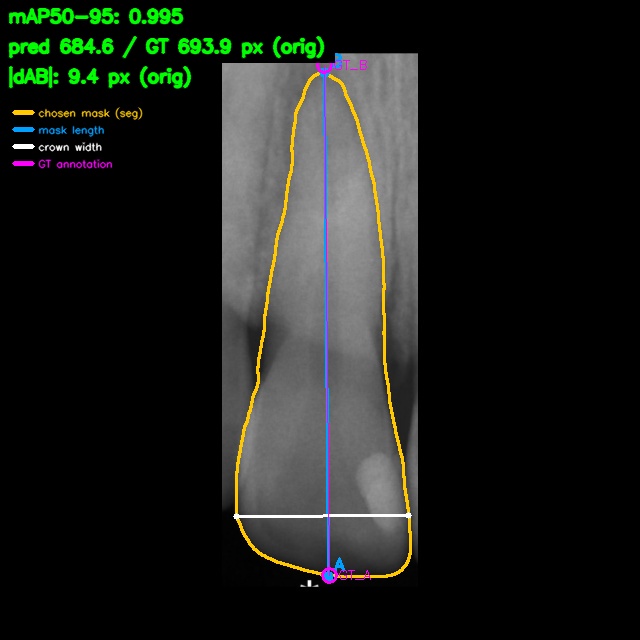 mAP50-95: 0.995
pred 684.6 / GT 693.9 px (orig)
|dAB|: 9.4 px (orig)
chosen mask (seg)
mask length
crown width
GT annotation
GT_B
A
GT_A